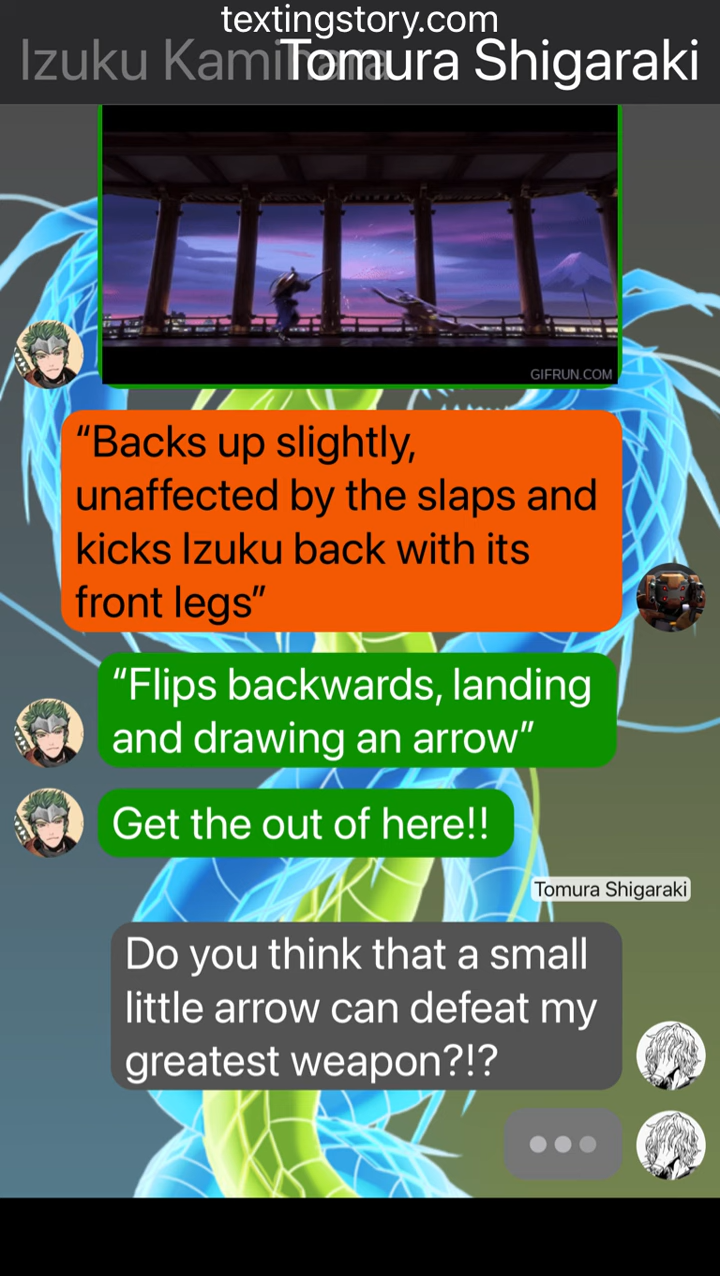 textingstory.com
Izuku Kamihara
Tomura Shigaraki
GIFRUN.COM
“Backs up slightly,
unaffected by the slaps and
kicks Izuku back with its
front legs”
“Flips backwards, landing
and drawing an arrow”
Get the out of here!!
Tomura Shigaraki
Do you think that a small
little arrow can defeat my
greatest weapon?!?